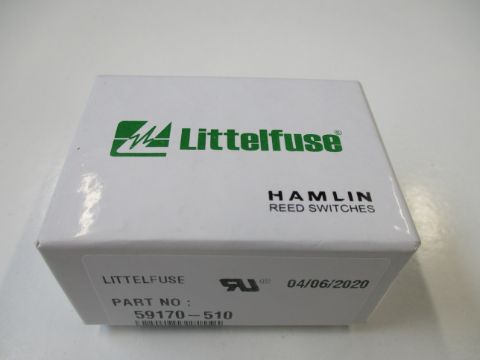 Littelfuse®
HAMLIN
REED SWITCHES
LITTELFUSE 04/06/2020
PART NO :
59170-510